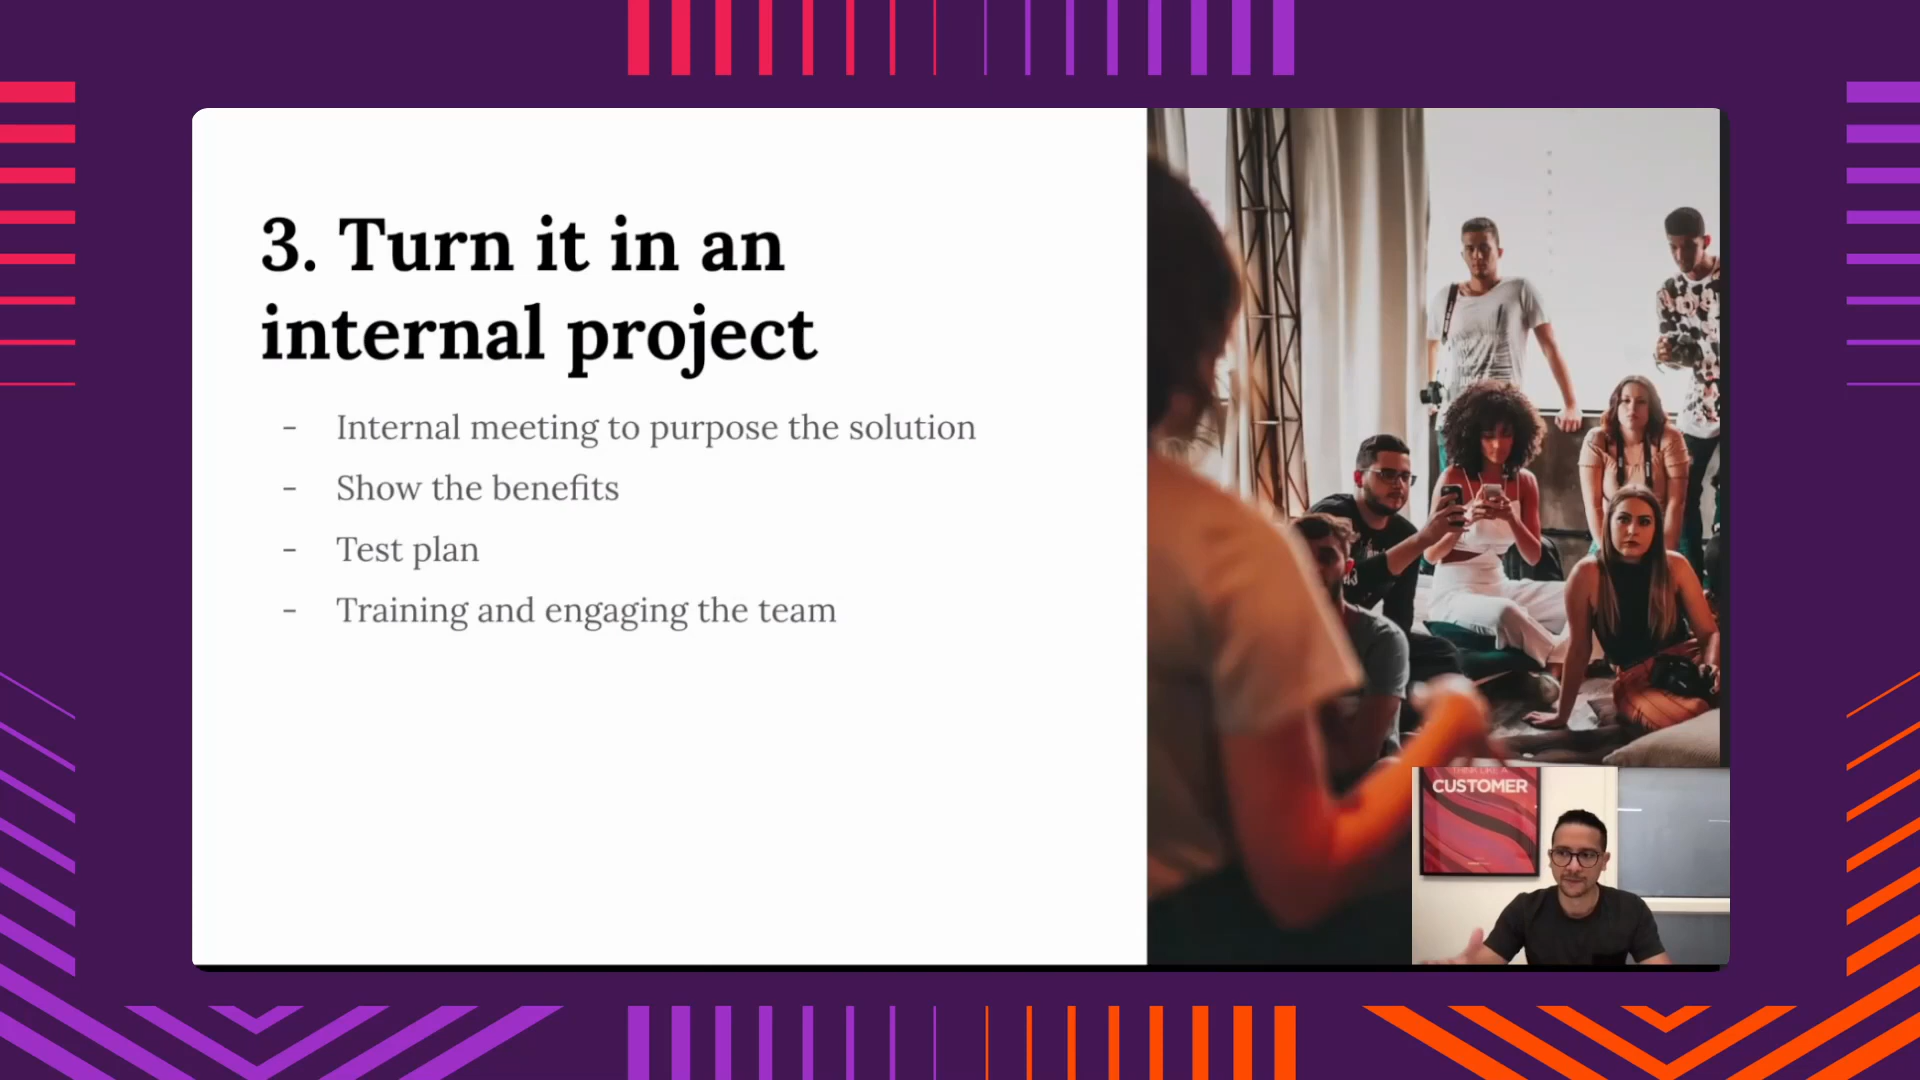 3. Turn it in an
internal project
- Internal meeting to purpose the solution
- Show the benefits
- Test plan
- Training and engaging the team
CUSTOMER